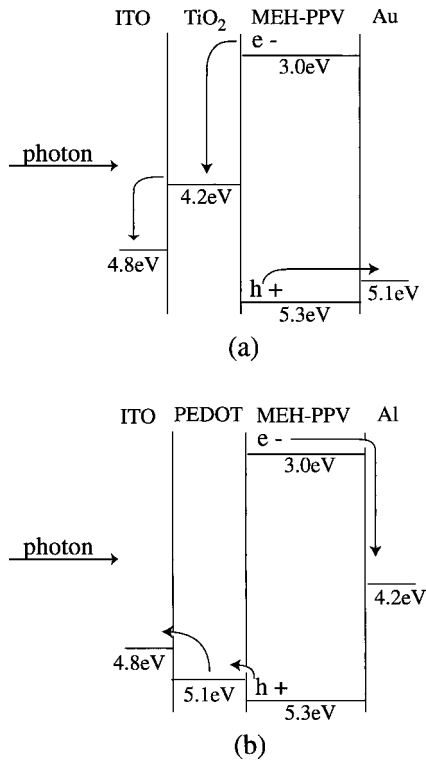 ITO TiO₂ MEH-PPV Au
e -
3.0eV
photon
4.2eV
4.8eV
h +
5.1eV
5.3eV
(a)
ITO PEDOT MEH-PPV Al
e -
3.0eV
photon
4.2eV
4.8eV
5.1eV
h +
5.3eV
(b)